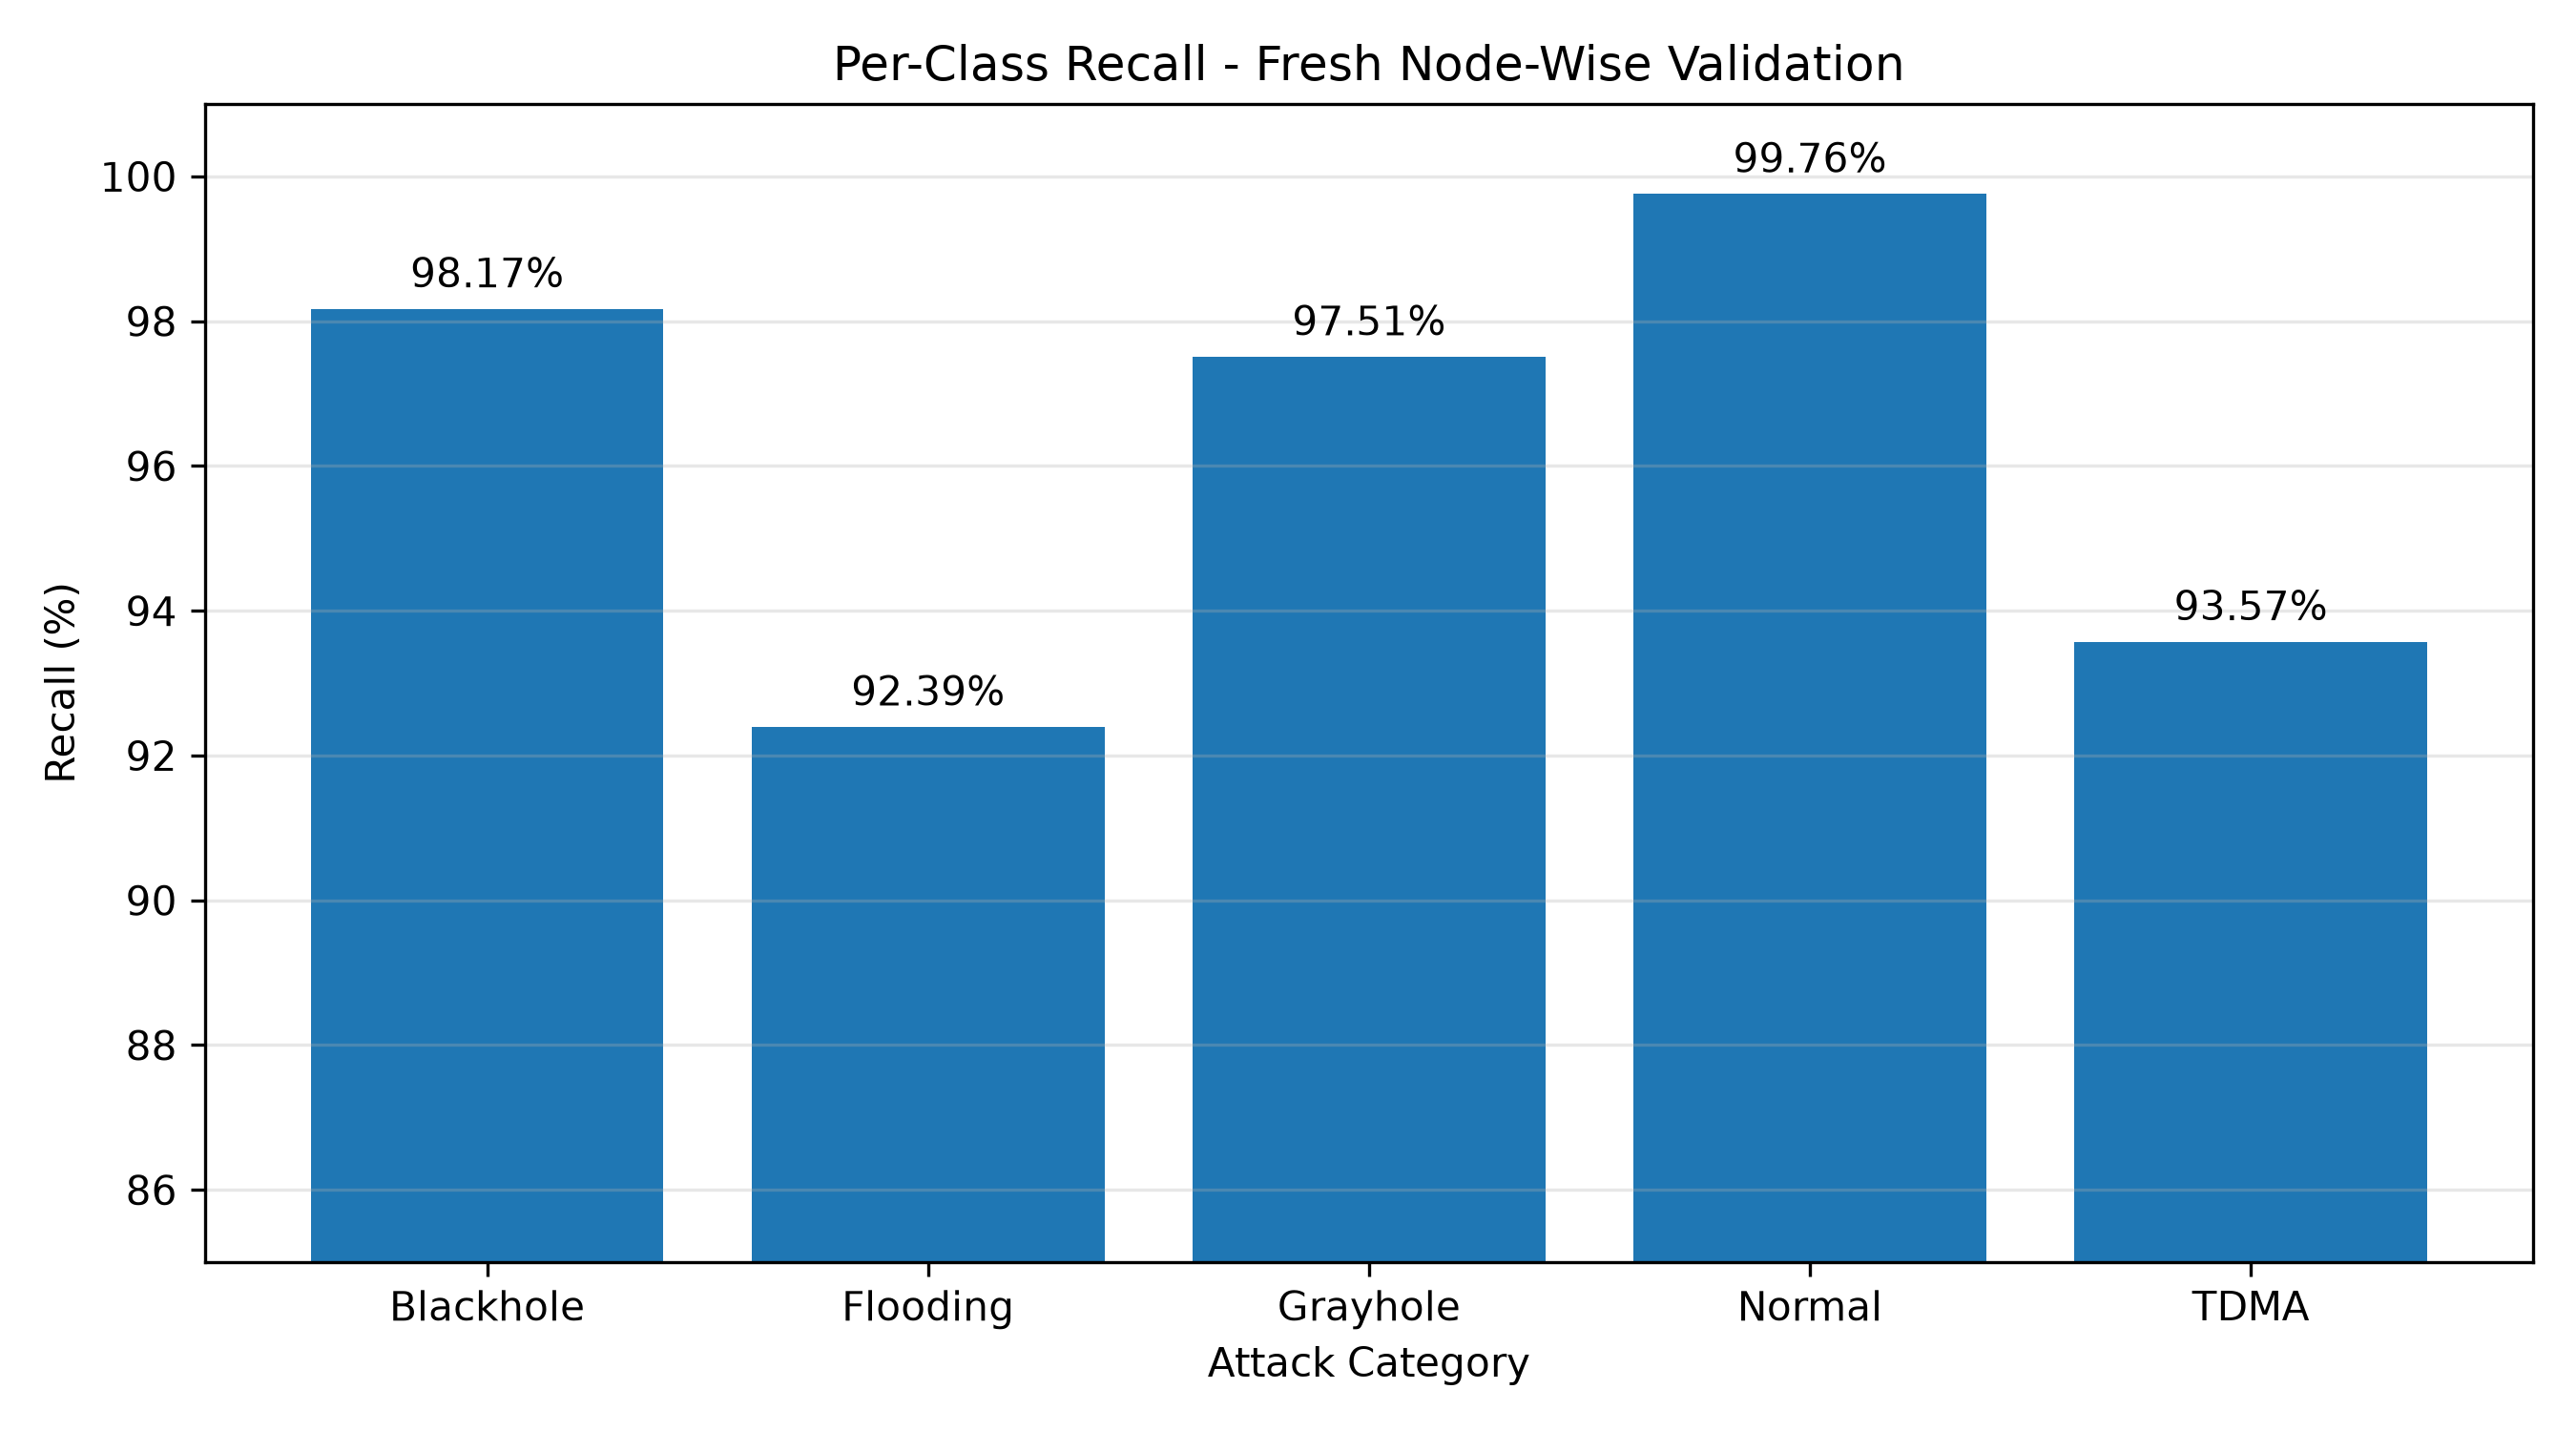 Per-Class Recall - Fresh Node-Wise Validation
Recall (%)
100
98
96
94
92
90
88
86
98.17%
92.39%
97.51%
99.76%
93.57%
Blackhole
Flooding
Grayhole
Normal
TDMA
Attack Category